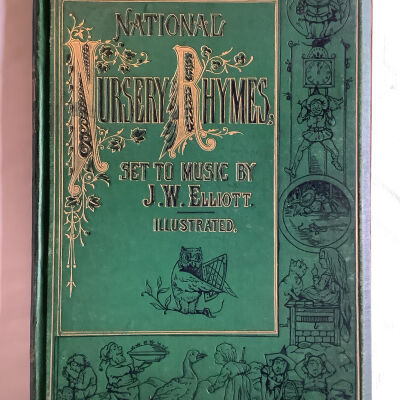 NATIONAL
NURSERY RHYMES,
SET TO MUSIC BY
J.W. ELLIOTT.
ILLUSTRATED.